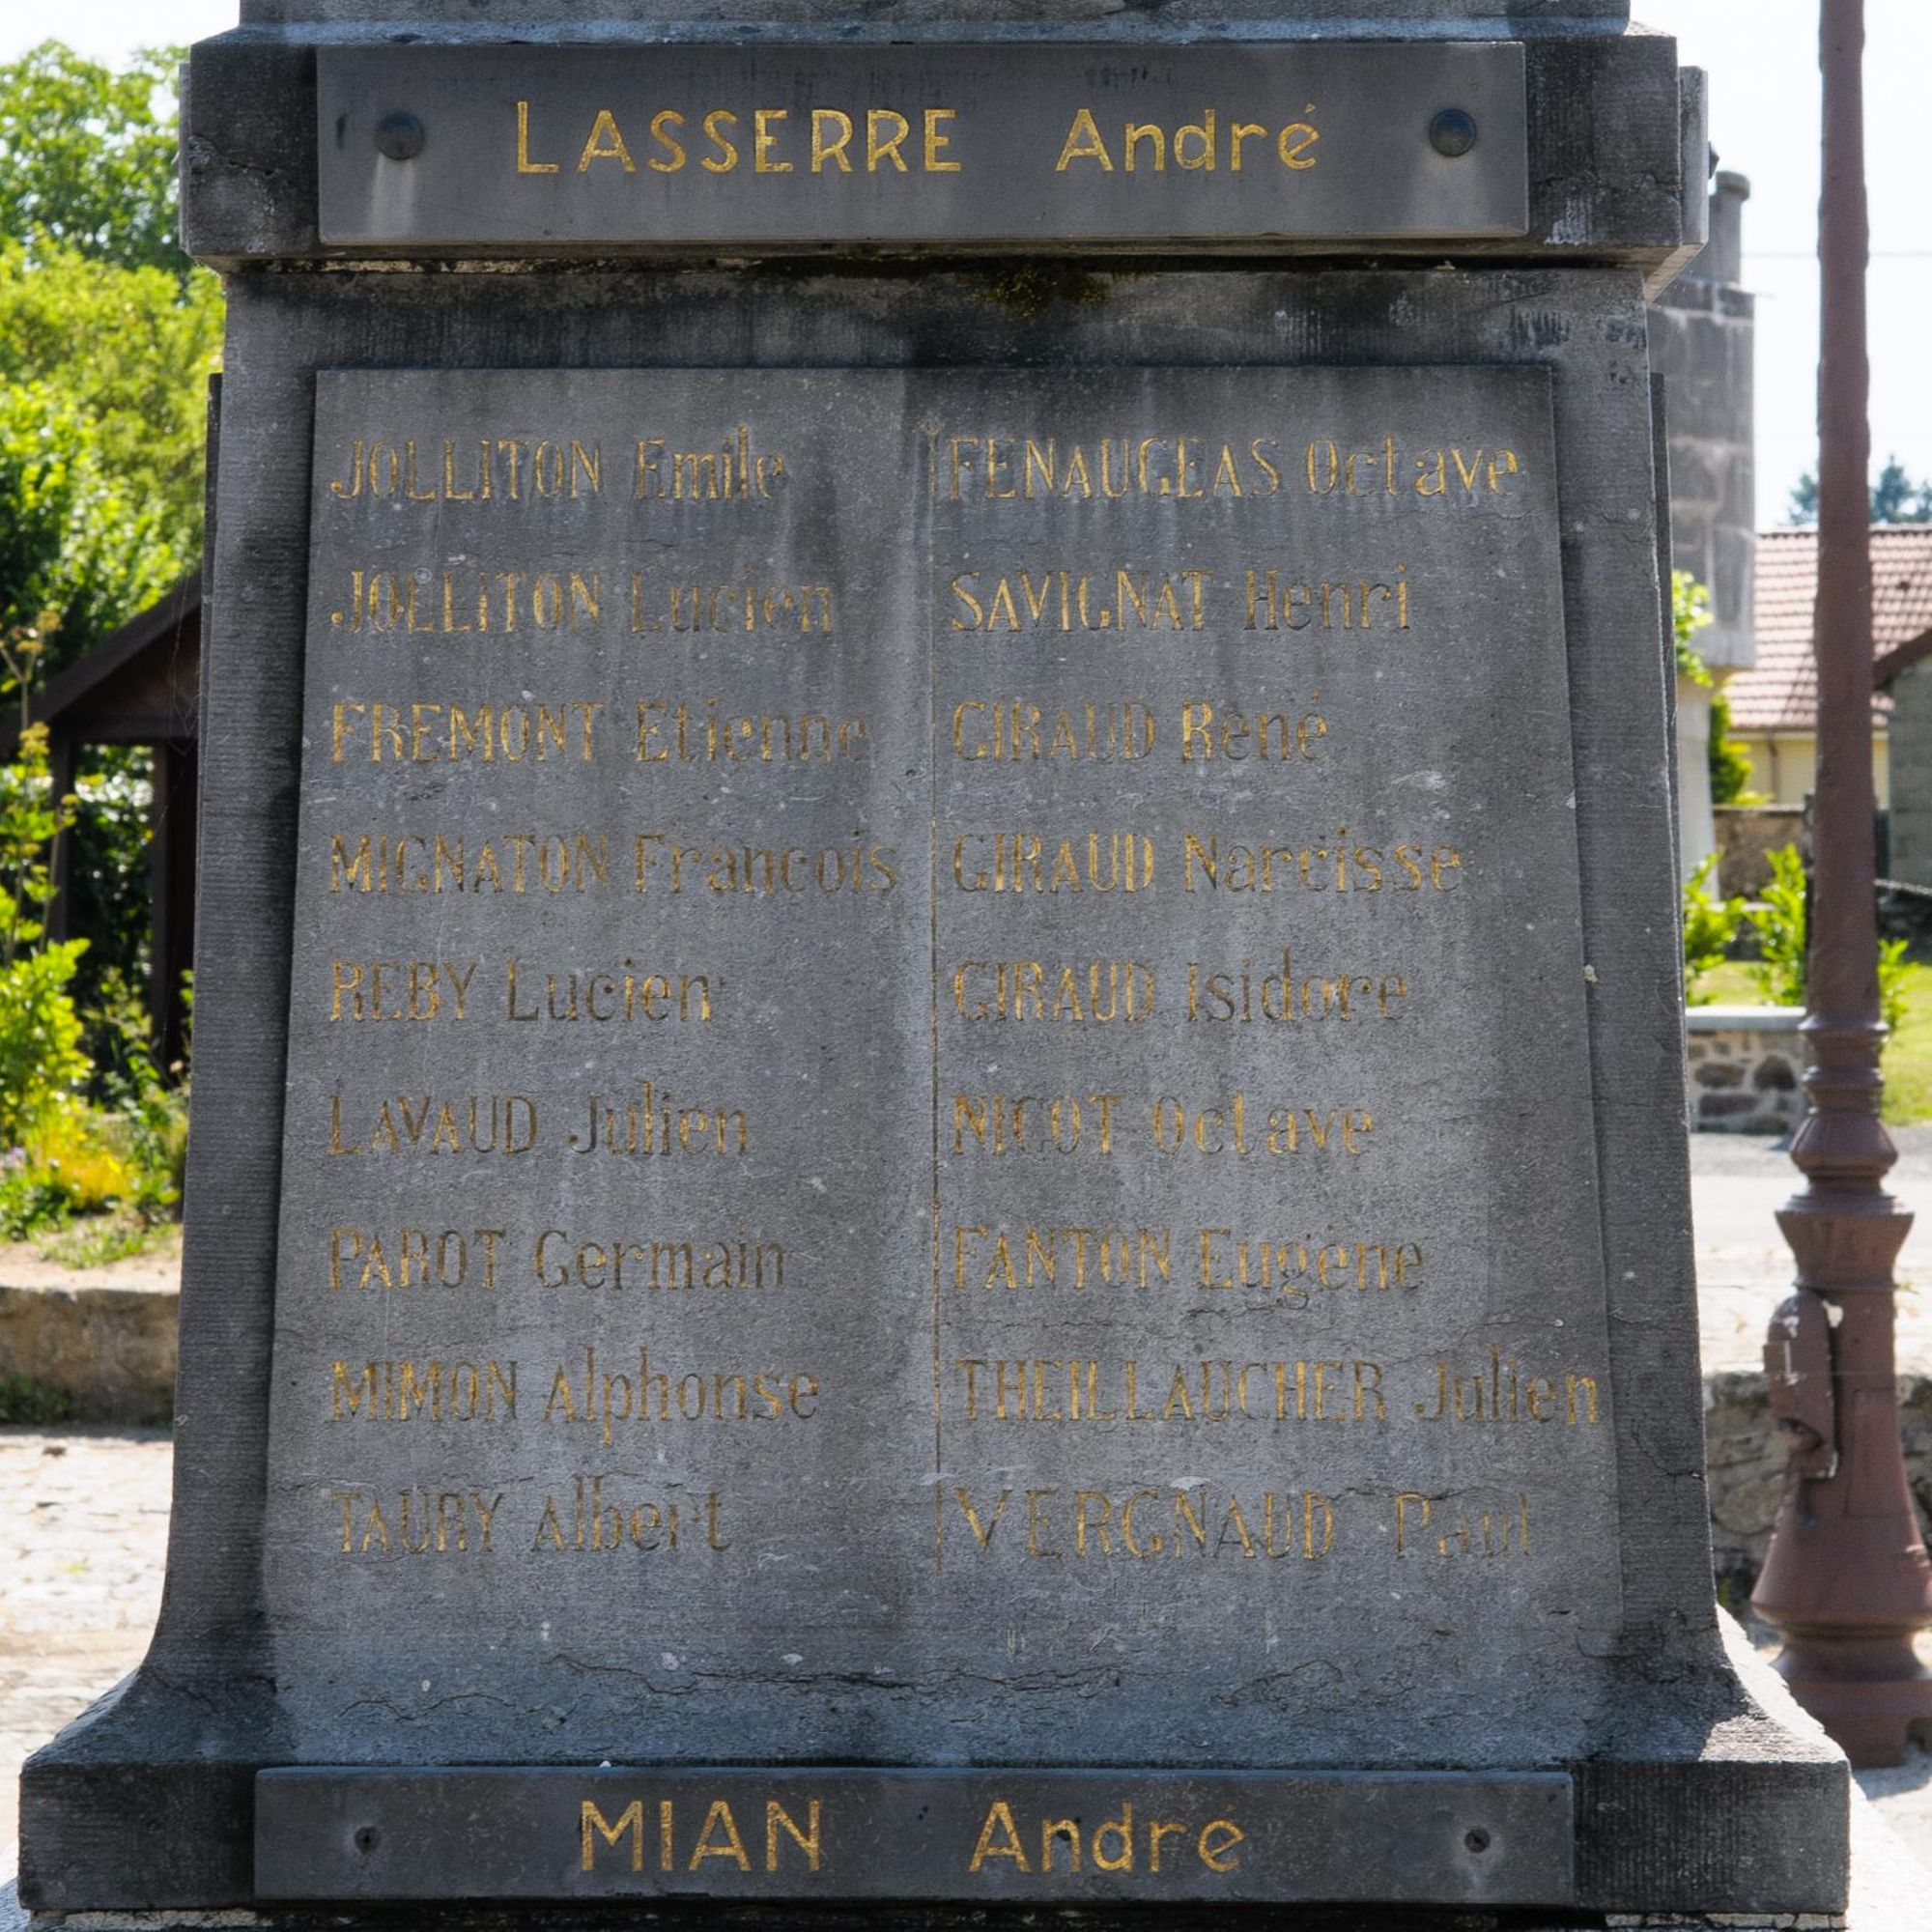 LASSERRE André
JOLLITON Emile
JOLLITON Lucien
FREMONT Etienne
MIGNATON Francois
REBY Lucien
LAVAUD Julien
PAROT Germain
MIMON Alphonse
TAURY Albert
FENAUGEAS Octave
SAVIGNAT Henri
GIRAUD René
GIRAUD Narcisse
GIRAUD Isidore
NICOT Octave
FANTON Eugène
THEILLAUCHER Julien
VERGNAUD Paul
MIAN André